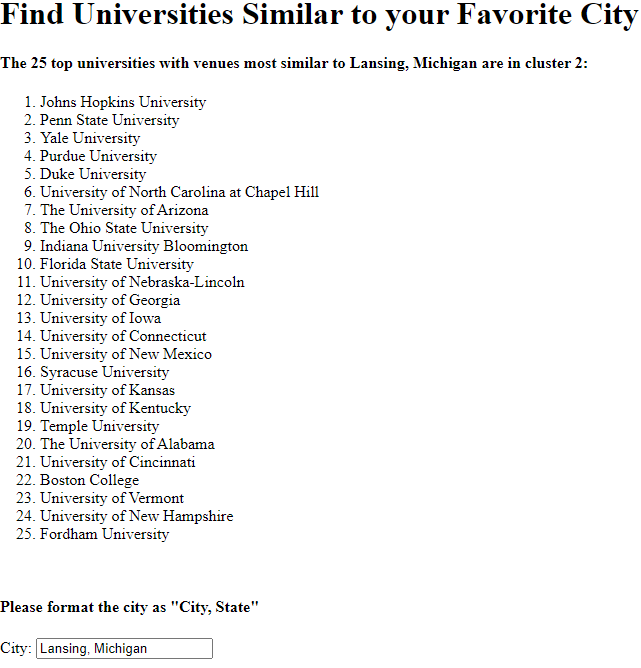 Find Universities Similar to your Favorite City
The 25 top universities with venues most similar to Lansing, Michigan are in cluster 2:
1. Johns Hopkins University
2. Penn State University
3. Yale University
4. Purdue University
5. Duke University
6. University of North Carolina at Chapel Hill
7. The University of Arizona
8. The Ohio State University
9. Indiana University Bloomington
10. Florida State University
11. University of Nebraska-Lincoln
12. University of Georgia
13. University of Iowa
14. University of Connecticut
15. University of New Mexico
16. Syracuse University
17. University of Kansas
18. University of Kentucky
19. Temple University
20. The University of Alabama
21. University of Cincinnati
22. Boston College
23. University of Vermont
24. University of New Hampshire
25. Fordham University
Please format the city as "City, State"
City: Lansing, Michigan